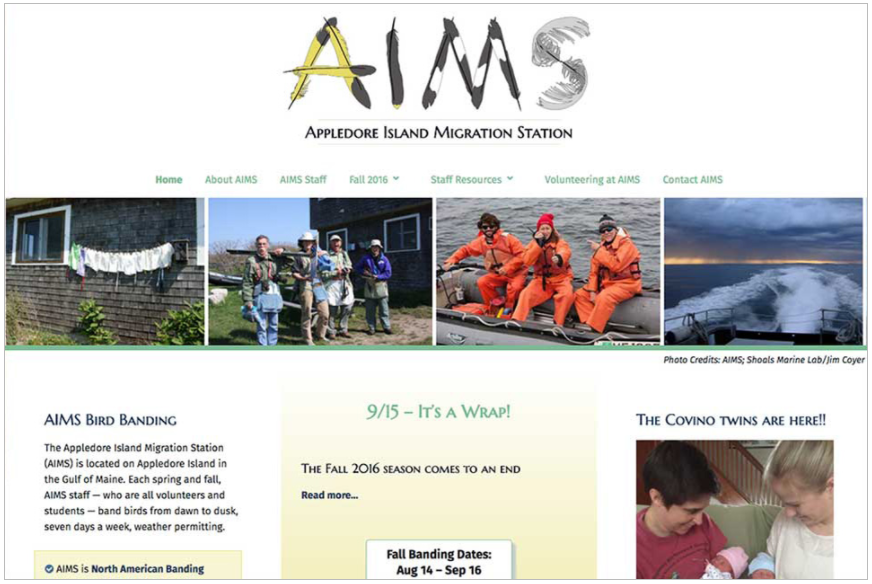 AIMS
Appledore Island Migration Station
Home About AIMS AIMS Staff Fall 2016 Staff Resources Volunteering at AIMS Contact AIMS
Photo Credits: AIMS; Shoals Marine Lab/Jim Coyer
AIMS Bird Banding
The Appledore Island Migration Station
(AIMS) is located on Appledore Island in
the Gulf of Maine. Each spring and fall,
AIMS staff — who are all volunteers and
students — band birds from dawn to dusk,
seven days a week, weather permitting.
AIMS is North American Banding
9/15 – It's a Wrap!
The Fall 2016 season comes to an end
Read more...
Fall Banding Dates:
Aug 14 – Sep 16
The Covino twins are here!!